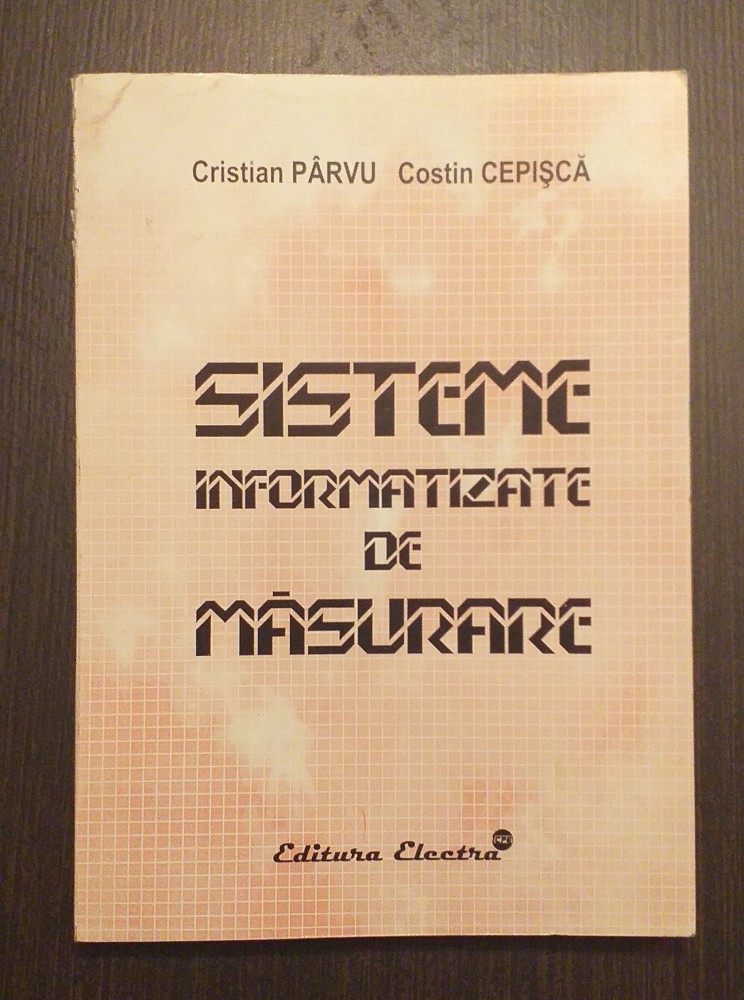 Cristian PÂRVU Costin CEPIŞCĂ
SISTEME
INFORMATIZATE
DE
MĂSURARE
Editura Electra